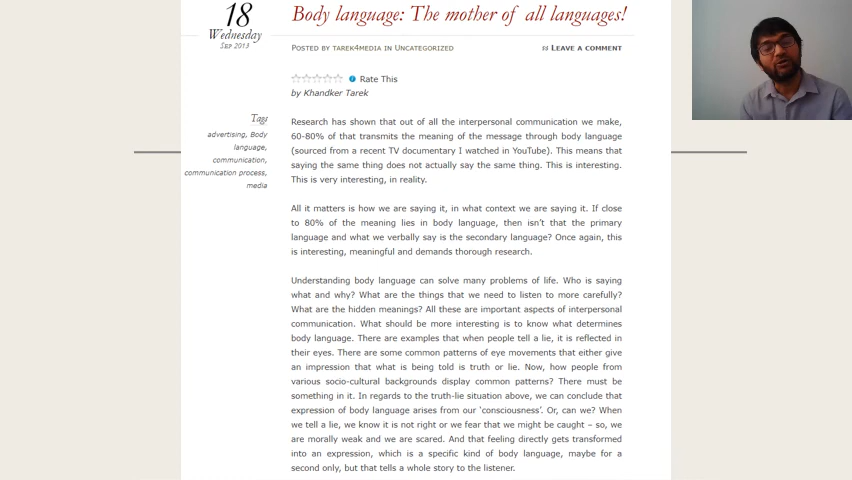 18
Wednesday
Sep 2013
Body language: The mother of all languages!
Posted by tarek4media in Uncategorized
Leave a comment
Rate This
by Khandker Tarek
Tags
advertising, Body
language,
communication,
communication process,
media
Research has shown that out of all the interpersonal communication we make,
60-80% of that transmits the meaning of the message through body language
(sourced from a recent TV documentary I watched in YouTube). This means that
saying the same thing does not actually say the same thing. This is interesting.
This is very interesting, in reality.
All it matters is how we are saying it, in what context we are saying it. If close
to 80% of the meaning lies in body language, then isn't that the primary
language and what we verbally say is the secondary language? Once again, this
is interesting, meaningful and demands thorough research.
Understanding body language can solve many problems of life. Who is saying
what and why? What are the things that we need to listen to more carefully?
What are the hidden meanings? All these are important aspects of interpersonal
communication. What should be more interesting is to know what determines
body language. There are examples that when people tell a lie, it is reflected in
their eyes. There are some common patterns of eye movements that either give
an impression that what is being told is truth or lie. Now, how people from
various socio-cultural backgrounds display common patterns? There must be
something in it. In regards to the truth-lie situation above, we can conclude that
expression of body language arises from our 'consciousness'. Or, can we? When
we tell a lie, we know it is not right or we fear that we might be caught – so, we
are morally weak and we are scared. And that feeling directly gets transformed
into an expression, which is a specific kind of body language, maybe for a
second only, but that tells a whole story to the listener.